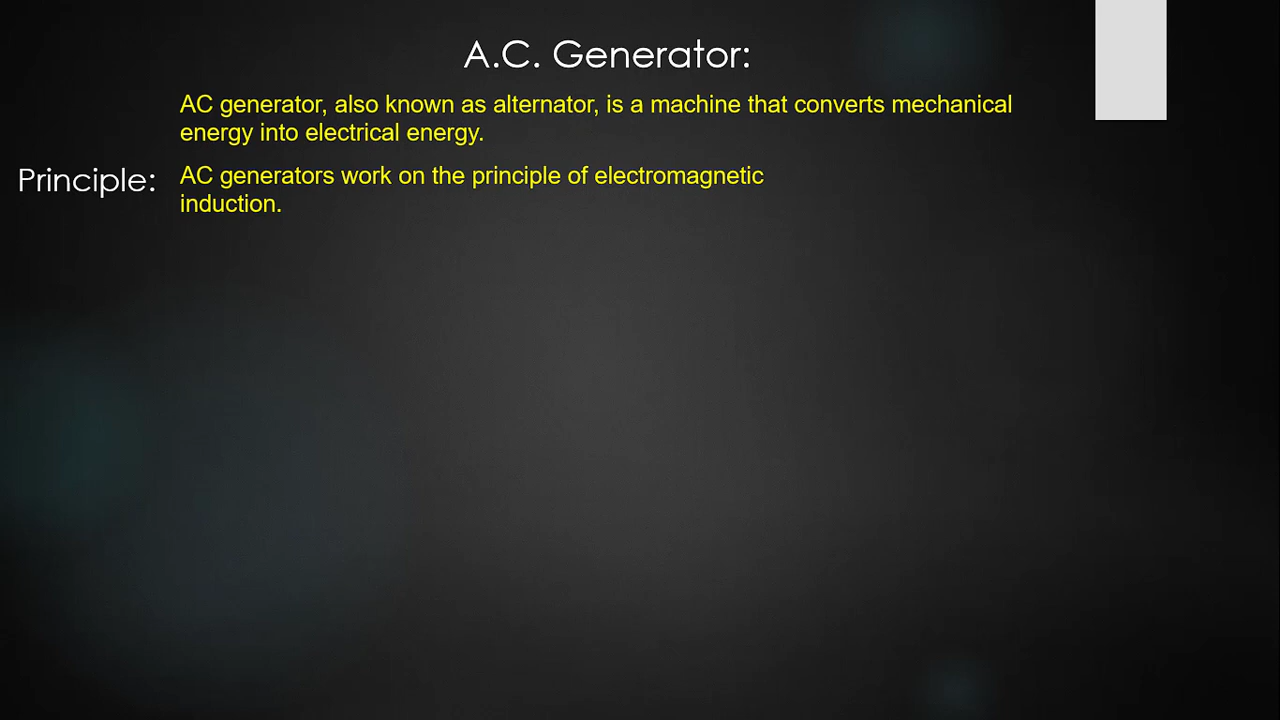 A.C. Generator:
AC generator, also known as alternator, is a machine that converts mechanical
energy into electrical energy.
Principle:
AC generators work on the principle of electromagnetic
induction.